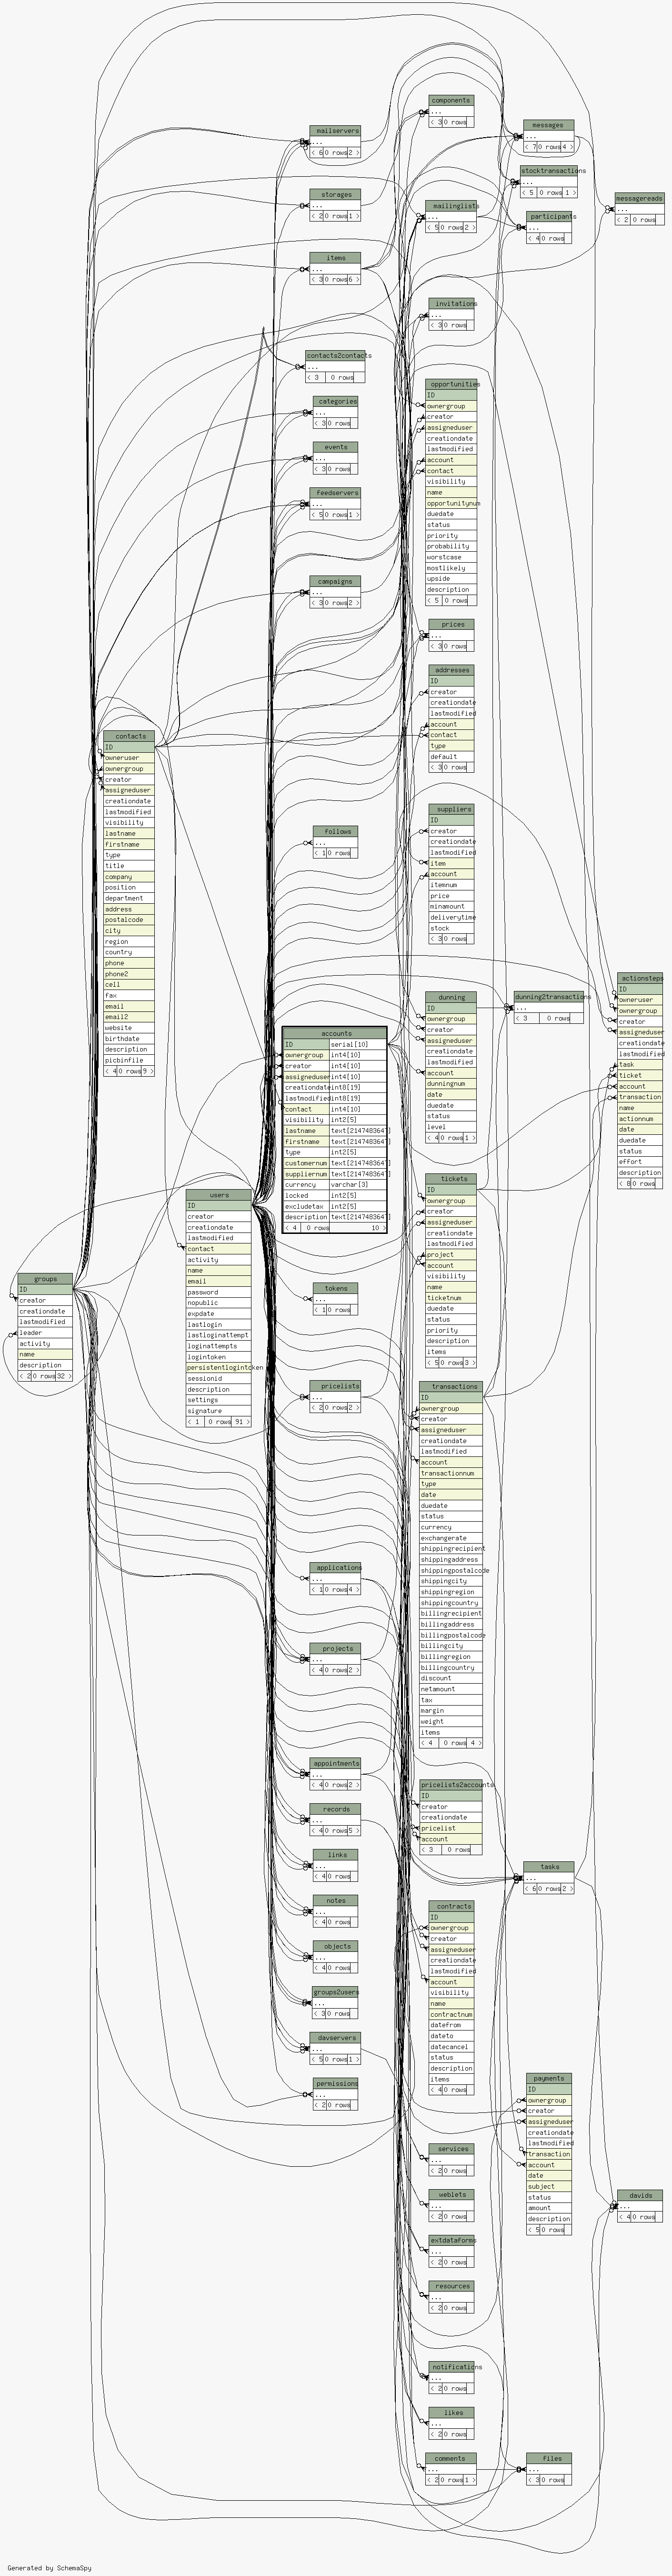 components
...
< 3 0 rows
messages
...
< 7 0 rows 4 >
mailservers
...
< 6 0 rows 2 >
stocktransactions
...
< 5 0 rows 1 >
storages
...
< 2 0 rows 1 >
messagereads
...
< 2 0 rows
mailinglists
...
< 5 0 rows 2 >
participants
...
< 4 0 rows
items
...
< 3 0 rows 6 >
invitations
...
< 3 0 rows
contacts2contacts
...
< 3 0 rows
opportunities
ID
ownergroup
creator
assigneduser
creationdate
lastmodified
account
contact
visibility
name
opportunitynum
duedate
status
priority
probability
worstcase
mostlikely
upside
description
< 5 0 rows
categories
...
< 3 0 rows
events
...
< 3 0 rows
feedservers
...
< 5 0 rows 1 >
campaigns
...
< 3 0 rows 2 >
prices
...
< 3 0 rows
addresses
ID
creator
creationdate
lastmodified
account
contact
type
default
< 3 0 rows
contacts
ID
owneruser
ownergroup
creator
assigneduser
creationdate
lastmodified
visibility
lastname
firstname
type
title
company
position
department
address
postalcode
city
region
country
phone
phone2
cell
fax
email
email2
website
birthdate
description
picbinfile
< 4 0 rows 9 >
suppliers
ID
creator
creationdate
lastmodified
item
account
itemnum
price
minamount
deliverytime
stock
< 3 0 rows
follows
...
< 1 0 rows
actionsteps
ID
owneruser
ownergroup
creator
assigneduser
creationdate
lastmodified
task
ticket
account
transaction
name
actionnum
date
duedate
status
effort
description
< 8 0 rows
dunning
ID
ownergroup
creator
assigneduser
creationdate
lastmodified
account
dunningnum
date
duedate
status
level
< 4 0 rows 1 >
dunning2transactions
...
< 3 0 rows
accounts
ID serial[10]
ownergroup int4[10]
creator int4[10]
assigneduser int4[10]
creationdate int8[19]
lastmodified int8[19]
contact int4[10]
visibility int2[5]
lastname text[2147483647]
firstname text[2147483647]
type int2[5]
customernum text[2147483647]
suppliernum text[2147483647]
currency varchar[3]
locked int2[5]
excludetax int2[5]
description text[2147483647]
< 4 0 rows 10 >
tickets
ID
ownergroup
creator
assigneduser
creationdate
lastmodified
project
account
visibility
name
ticketnum
duedate
status
priority
description
items
< 5 0 rows 3 >
users
ID
creator
creationdate
lastmodified
contact
activity
name
email
password
nopublic
expdate
lastlogin
lastloginattempt
loginattempts
logintoken
persistentlogintoken
sessionid
description
settings
signature
< 1 0 rows 91 >
groups
ID
creator
creationdate
lastmodified
leader
activity
name
description
< 2 0 rows 32 >
tokens
...
< 1 0 rows
pricelists
...
< 2 0 rows 2 >
transactions
ID
ownergroup
creator
assigneduser
creationdate
lastmodified
account
transactionnum
type
date
duedate
status
currency
exchangerate
shippingrecipient
shippingaddress
shippingpostalcode
shippingcity
shippingregion
shippingcountry
billingrecipient
billingaddress
billingpostalcode
billingcity
billingregion
billingcountry
discount
netamount
tax
margin
weight
items
< 4 0 rows 4 >
applications
...
< 1 0 rows 4 >
projects
...
< 4 0 rows 2 >
appointments
...
< 4 0 rows 2 >
pricelists2accounts
ID
creator
creationdate
pricelist
account
< 3 0 rows
records
...
< 4 0 rows 5 >
links
...
< 4 0 rows
tasks
...
< 6 0 rows 2 >
notes
...
< 4 0 rows
contracts
ID
ownergroup
creator
assigneduser
creationdate
lastmodified
account
visibility
name
contractnum
datefrom
dateto
datecancel
status
description
items
< 4 0 rows
objects
...
< 4 0 rows
groups2users
...
< 3 0 rows
davservers
...
< 5 0 rows 1 >
permissions
...
< 2 0 rows
payments
ID
ownergroup
creator
assigneduser
creationdate
lastmodified
transaction
account
date
subject
status
amount
description
< 5 0 rows
services
...
< 2 0 rows
weblets
...
< 2 0 rows
davids
...
< 4 0 rows
extdataforms
...
< 2 0 rows
resources
...
< 2 0 rows
notifications
...
< 2 0 rows
likes
...
< 2 0 rows
comments
...
< 2 0 rows 1 >
files
...
< 3 0 rows
Generated by SchemaSpy